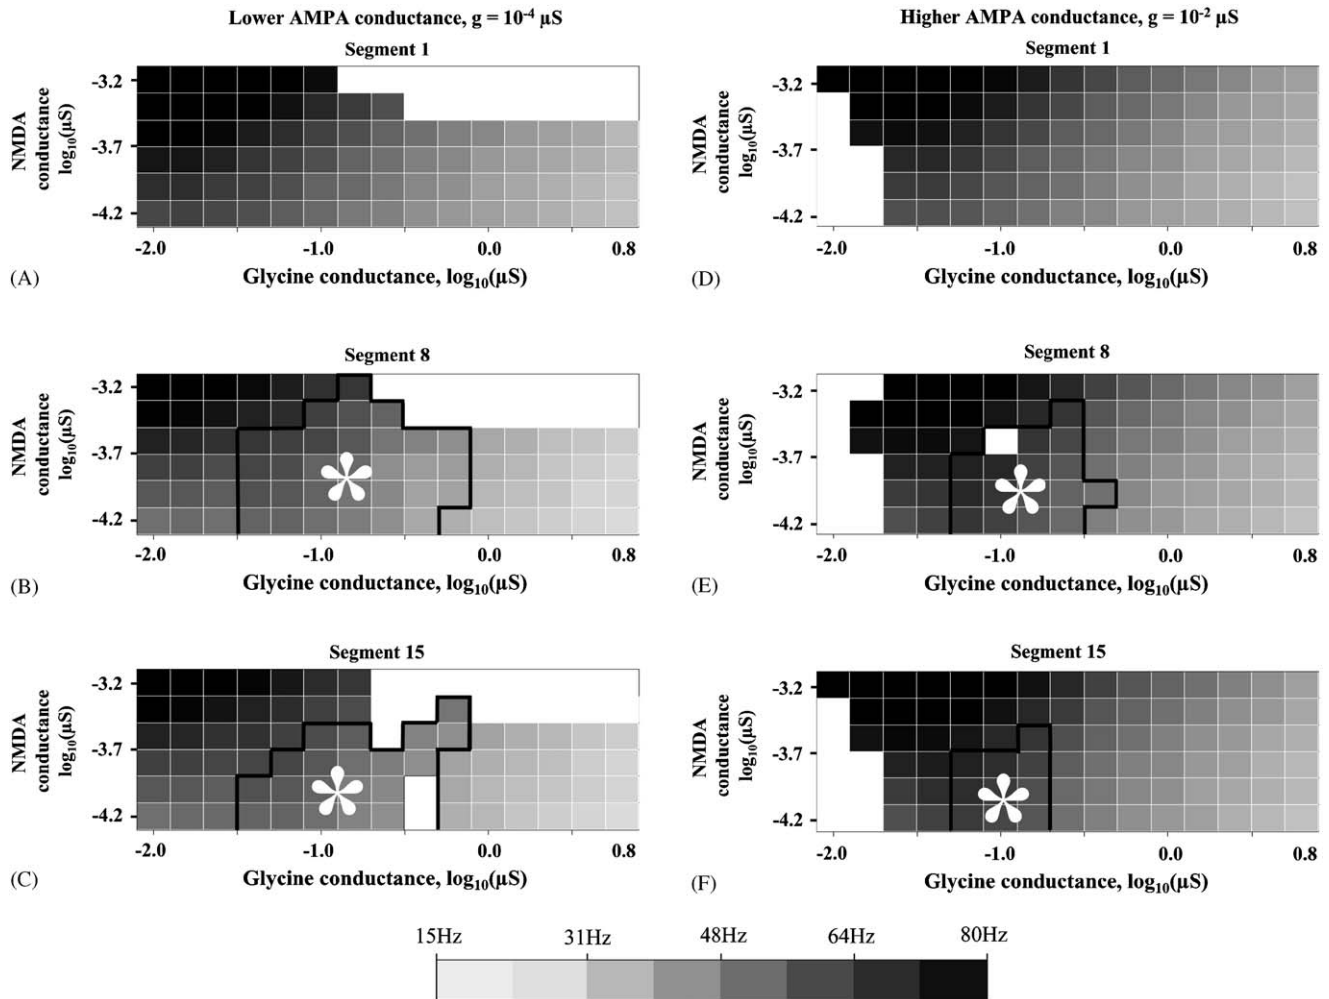 Lower AMPA conductance, g = 10⁻⁴ µS
Segment 1
NMDA
conductance
log₁₀(µS)
-3.2
-3.7
-4.2
-2.0 -1.0 0.0 0.8
(A) Glycine conductance, log₁₀(µS)
Segment 8
NMDA
conductance
log₁₀(µS)
-3.2
-3.7
-4.2
-2.0 -1.0 0.0 0.8
(B) Glycine conductance, log₁₀(µS)
Segment 15
NMDA
conductance
log₁₀(µS)
-3.2
-3.7
-4.2
-2.0 -1.0 0.0 0.8
(C) Glycine conductance, log₁₀(µS)
Higher AMPA conductance, g = 10⁻² µS
Segment 1
NMDA
conductance
log₁₀(µS)
-3.2
-3.7
-4.2
-2.0 -1.0 0.0 0.8
(D) Glycine conductance, log₁₀(µS)
Segment 8
NMDA
conductance
log₁₀(µS)
-3.2
-3.7
-4.2
-2.0 -1.0 0.0 0.8
(E) Glycine conductance, log₁₀(µS)
Segment 15
NMDA
conductance
log₁₀(µS)
-3.2
-3.7
-4.2
-2.0 -1.0 0.0 0.8
(F) Glycine conductance, log₁₀(µS)
15Hz 31Hz 48Hz 64Hz 80Hz